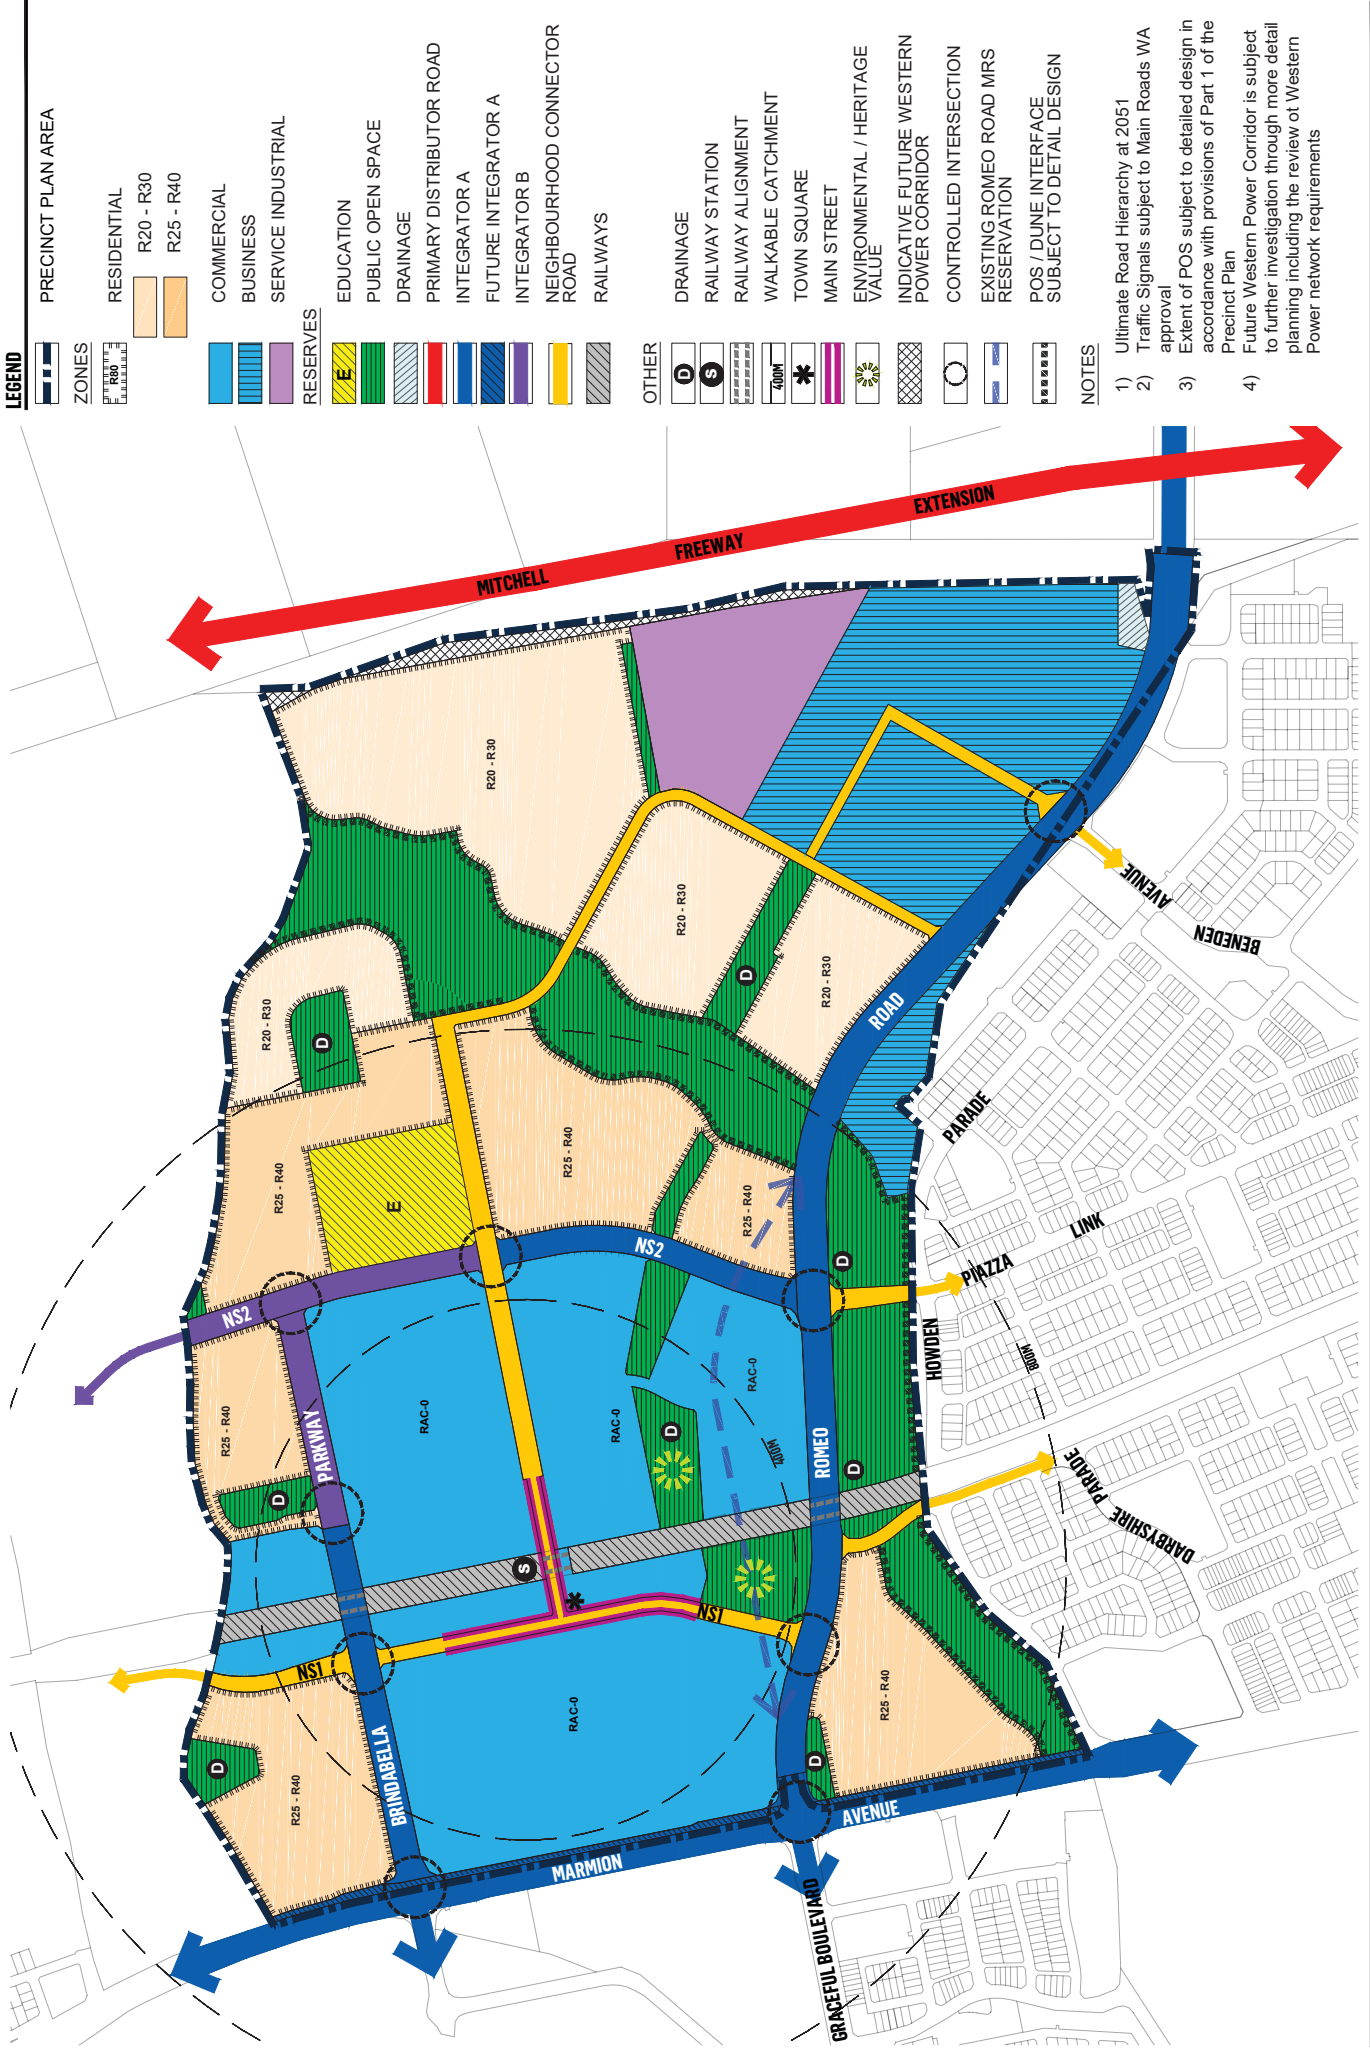 LEGEND
PRECINCT PLAN AREA
ZONES
R80
RESIDENTIAL
R20 - R30
R25 - R40
COMMERCIAL
BUSINESS
SERVICE INDUSTRIAL
RESERVES
E
EDUCATION
PUBLIC OPEN SPACE
DRAINAGE
PRIMARY DISTRIBUTOR ROAD
INTEGRATOR A
FUTURE INTEGRATOR A
INTEGRATOR B
NEIGHBOURHOOD CONNECTOR
ROAD
RAILWAYS
OTHER
D
DRAINAGE
S
RAILWAY STATION
RAILWAY ALIGNMENT
400M
WALKABLE CATCHMENT
TOWN SQUARE
MAIN STREET
ENVIRONMENTAL / HERITAGE
VALUE
INDICATIVE FUTURE WESTERN
POWER CORRIDOR
CONTROLLED INTERSECTION
EXISTING ROMEO ROAD MRS
RESERVATION
POS / DUNE INTERFACE
SUBJECT TO DETAIL DESIGN
NOTES
1) Ultimate Road Hierarchy at 2051
2) Traffic Signals subject to Main Roads WA
approval
3) Extent of POS subject to detailed design in
accordance with provisions of Part 1 of the
Precinct Plan
4) Future Western Power Corridor is subject
to further investigation through more detail
planning including the review ot Western
Power network requirements
MITCHELL
FREEWAY
EXTENSION
R20 - R30
R20 - R30
R20 - R30
R20 - R30
D
D
ROAD
AVENUE
BENEDEN
PARADE
R25 - R40
E
R25 - R40
R25 - R40
NS2
NS2
D
PIAZZA
LINK
HOWDEN
800M
R25 - R40
PARKWAY
D
RAC-0
RAC-0
RAC-0
D
400M
ROMEO
D
S
NS1
NS1
PARADE
DARBYSHIRE
D
R25 - R40
BRINDABELLA
RAC-0
R25 - R40
D
MARMION
AVENUE
GRACEFUL BOULEVARD